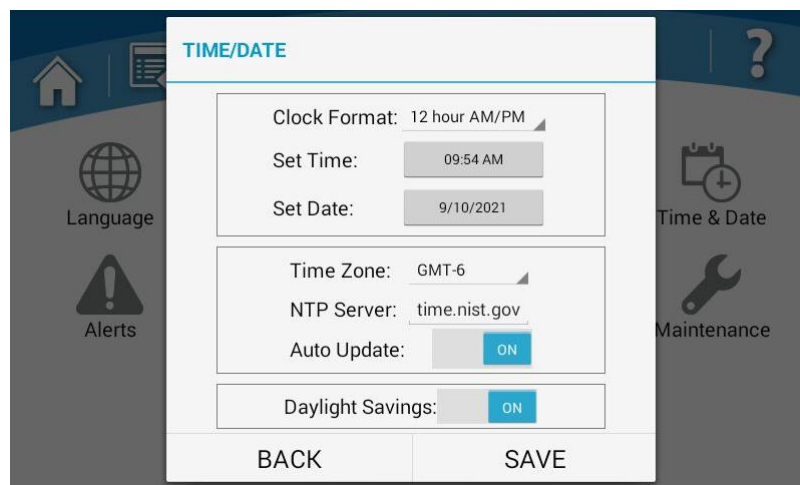 TIME/DATE
?
Clock Format: 12 hour AM/PM
Set Time: 09:54 AM
Set Date: 9/10/2021
Language
Time & Date
Time Zone: GMT-6
NTP Server: time.nist.gov
Auto Update: ON
Alerts
Maintenance
Daylight Savings: ON
BACK SAVE